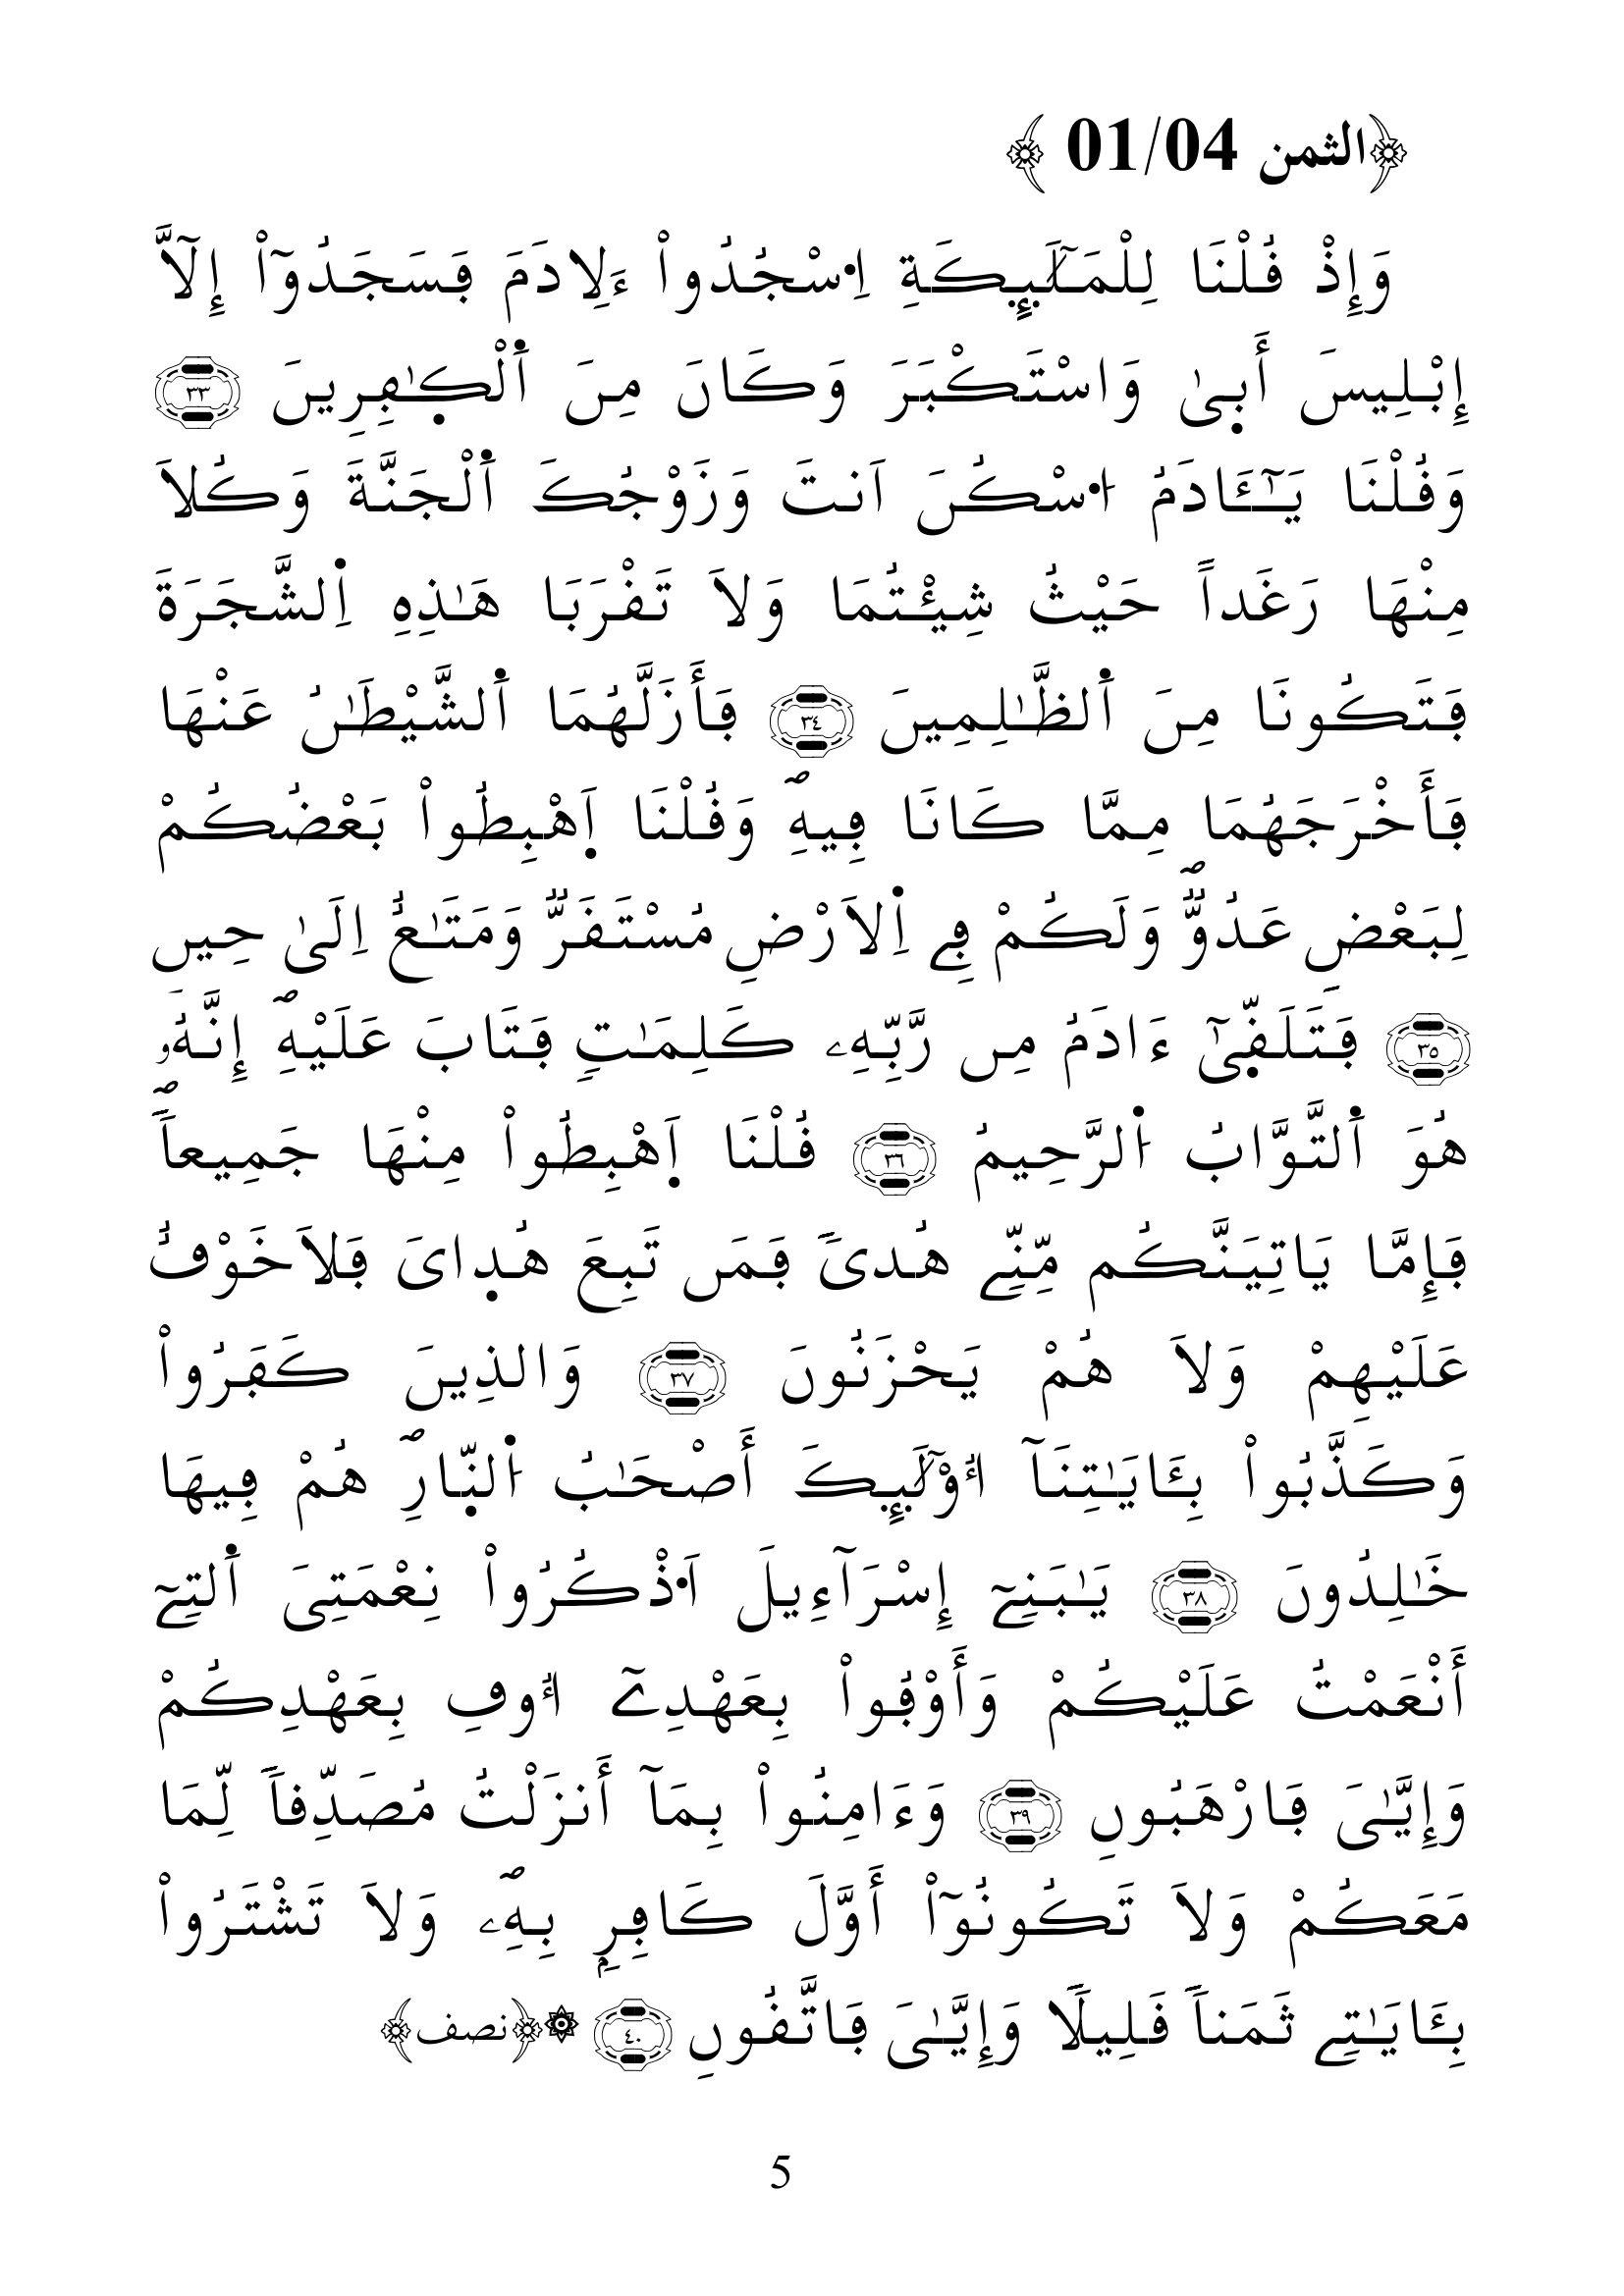 ﴿الثمن 01/04 ﴾
وَإِذْ قُلْنَا لِلْمَلَٰٓئِكَةِ اِ۟سْجُدُواْ ءَلِادَمَ فَسَجَدُوٓاْ إِلَّآ
إِبْلِيسَ أَبۭيٰ وَاسْتَكْبَرَ وَكَانَ مِنَ اَ۬لْكٰ۪فِرِينَ ٣٣
وَقُلْنَا يَٰٓـَٔادَمُ ا۟سْكُنَ اَنتَ وَزَوْجُكَ اَ۬لْجَنَّةَ وَكُلَا
مِنْهَا رَغَداً حَيْثُ شِئْتُمَا وَلَا تَقْرَبَا هَٰذِهِ اِ۬لشَّجَرَةَ
فَتَكُونَا مِنَ اَ۬لظَّٰلِمِينَ ٣٤ فَأَزَلَّهُمَا اَ۬لشَّيْطَٰنُ عَنْهَا
فَأَخْرَجَهُمَا مِمَّا كَانَا فِيهِۖ وَقُلْنَا اَ۪هْبِطُواْ بَعْضُكُمْ
لِبَعْضٍ عَدُوࣱّۖ وَلَكُمْ فِے اِ۬لَارْضِ مُسْتَقَرࣱّ وَمَتَٰعٌ اِلَىٰ حِينࣲ
٣٥ فَتَلَقّ۪ىٰٓ ءَادَمُ مِن رَّبِّهِۦ كَلِمَٰتࣲ فَتَابَ عَلَيْهِۖ إِنَّهُۥ
هُوَ اَ۬لتَّوَّابُ ا۬لرَّحِيمُ ٣٦ قُلْنَا اَ۪هْبِطُواْ مِنْهَا جَمِيعاࣰۖ
فَإِمَّا يَاتِيَنَّكُم مِّنِّے هُدىࣰ فَمَن تَبِعَ هُد۪ايَ فَلَا خَوْفٌ
عَلَيْهِمْ وَلَا هُمْ يَحْزَنُونَ ٣٧ وَالذِينَ كَفَرُواْ
وَكَذَّبُواْ بِـَٔايَٰتِنَآ أُوْلَٰٓئِكَ أَصْحَٰبُ ا۬لنّ۪ارِۖ هُمْ فِيهَا
خَٰلِدُونَ ٣٨ يَٰبَنِےٓ إِسْرَآءِيلَ اَ۟ذْكُرُواْ نِعْمَتِيَ اَ۬لتِےٓ
أَنْعَمْتُ عَلَيْكُمْ وَأَوْفُواْ بِعَهْدِےٓ أُوفِ بِعَهْدِكُمْ
وَإِيَّٰيَ فَارْهَبُونِ ٣٩ وَءَامِنُواْ بِمَآ أَنزَلْتُ مُصَدِّقاࣰ لِّمَا
مَعَكُمْ وَلَا تَكُونُوٓاْ أَوَّلَ كَافِرِۢ بِهِۦۖ وَلَا تَشْتَرُواْ
بِـَٔايَٰتِے ثَمَناࣰ قَلِيلࣰا وَإِيَّٰيَ فَاتَّقُونِ ٤٠ ۞﴿نصف﴾
5